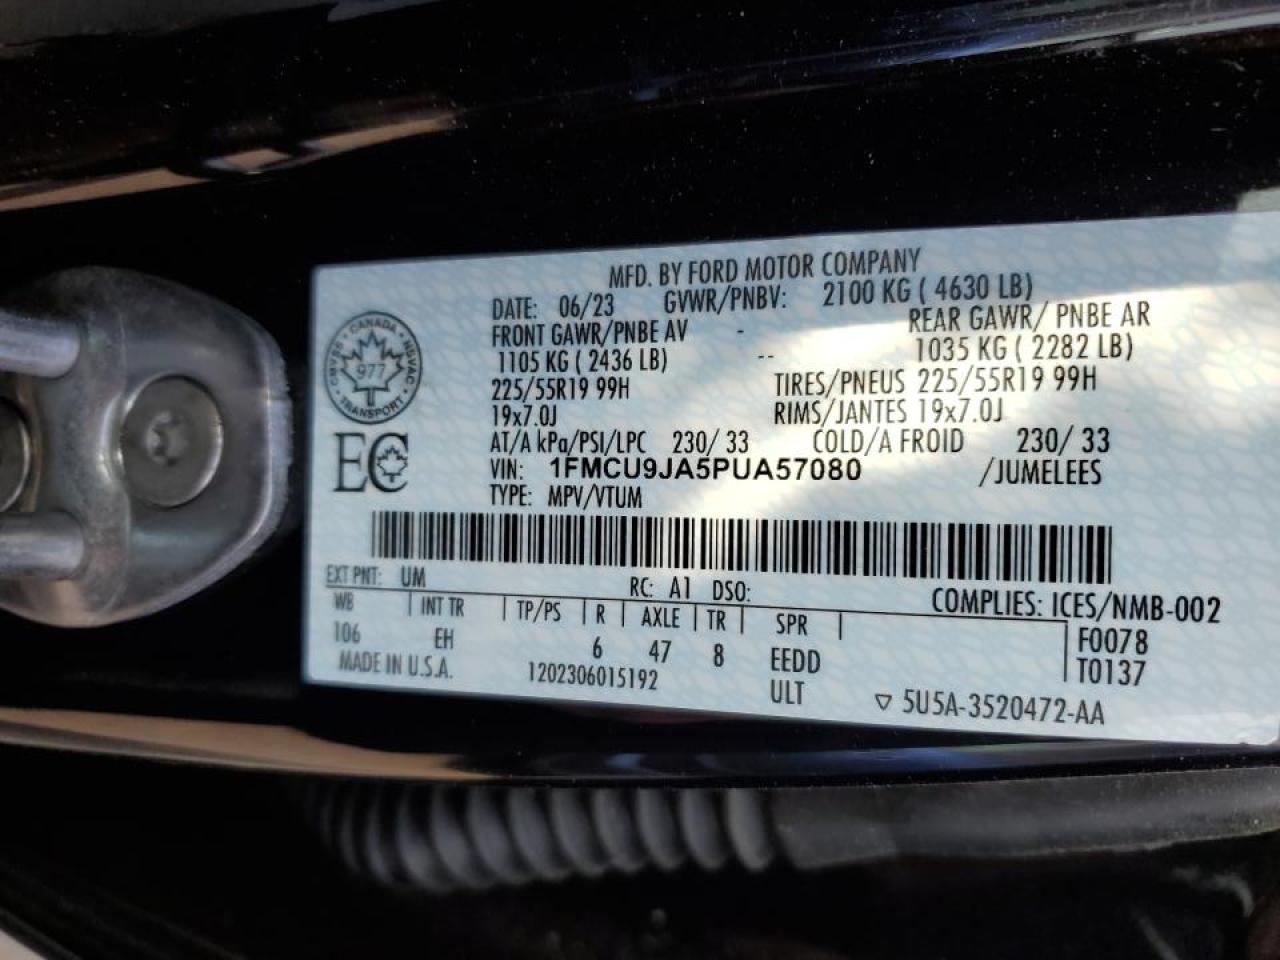 MFD. BY FORD MOTOR COMPANY
DATE: 06/23 GVWR/PNBV: 2100 KG ( 4630 LB)
FRONT GAWR/PNBE AV - REAR GAWR/ PNBE AR
1105 KG ( 2436 LB) -- 1035 KG ( 2282 LB)
225/55R19 99H TIRES/PNEUS 225/55R19 99H
19x7.0J RIMS/JANTES 19x7.0J
AT/A kPa/PSI/LPC 230/ 33 COLD/A FROID 230/ 33
VIN: 1FMCU9JA5PUA57080 /JUMELEES
TYPE: MPV/VTUM
CANADA
CMVSS NSVAC
977
TRANSPORT
EC
EXT PNT: UM RC: A1 DSO:
COMPLIES: ICES/NMB-002
WB | INT TR | TP/PS | R | AXLE | TR | SPR |
106 EH 6 47 8 EEDD
F0078
T0137
MADE IN U.S.A. 1202306015192 ULT
▽ 5U5A-3520472-AA